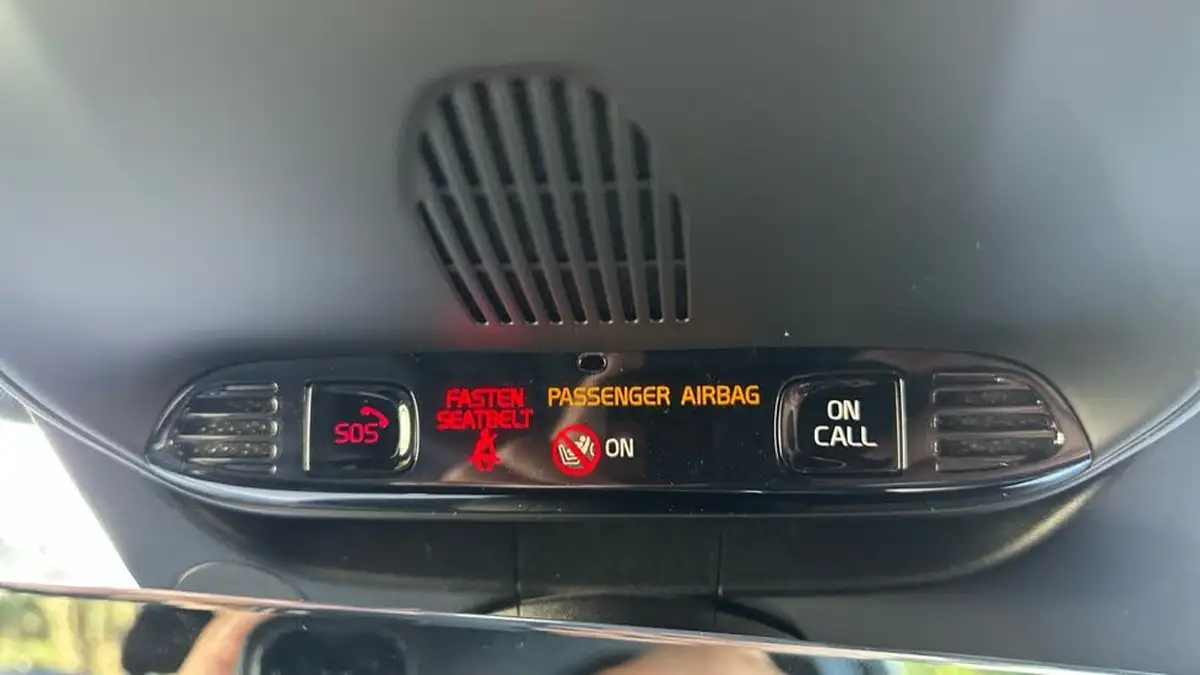 SOS
FASTEN
SEATBELT
PASSENGER AIRBAG
ON
ON
CALL